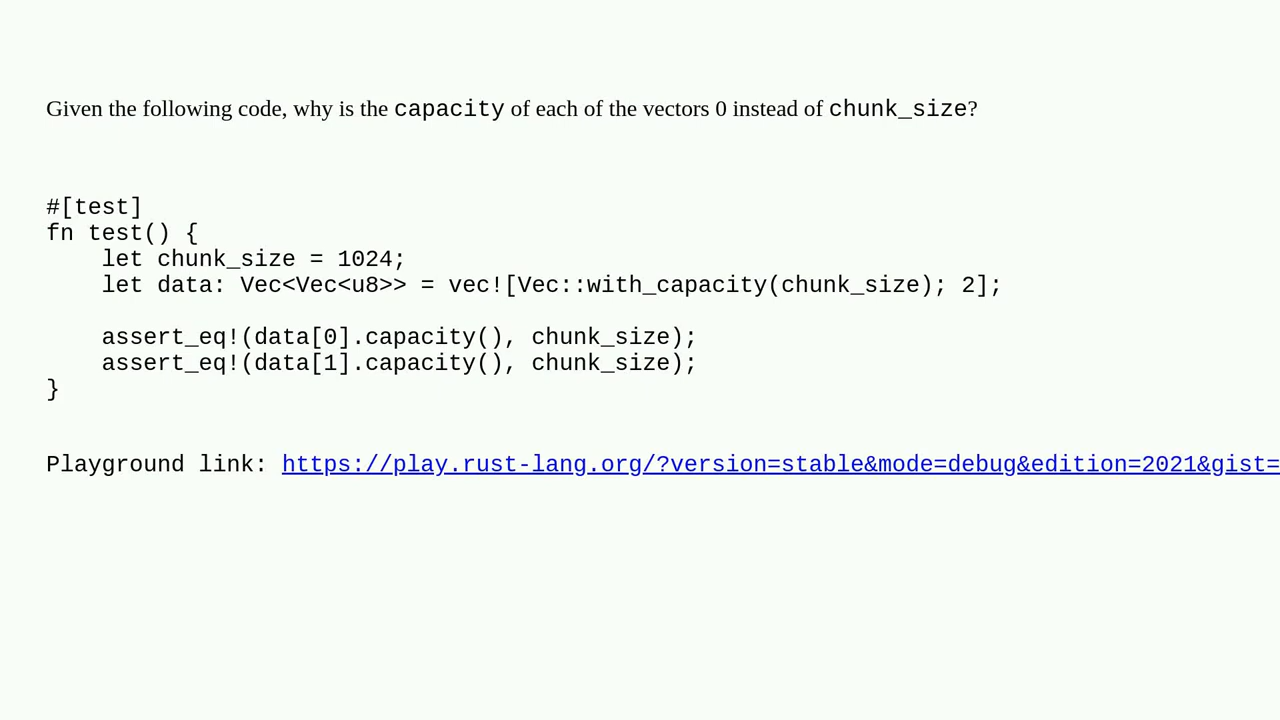 Given the following code, why is the capacity of each of the vectors 0 instead of chunk_size?
#[test]
fn test() {
    let chunk_size = 1024;
    let data: Vec<Vec<u8>> = vec![Vec::with_capacity(chunk_size); 2];
    assert_eq!(data[0].capacity(), chunk_size);
    assert_eq!(data[1].capacity(), chunk_size);
}
Playground link: https://play.rust-lang.org/?version=stable&mode=debug&edition=2021&gist=